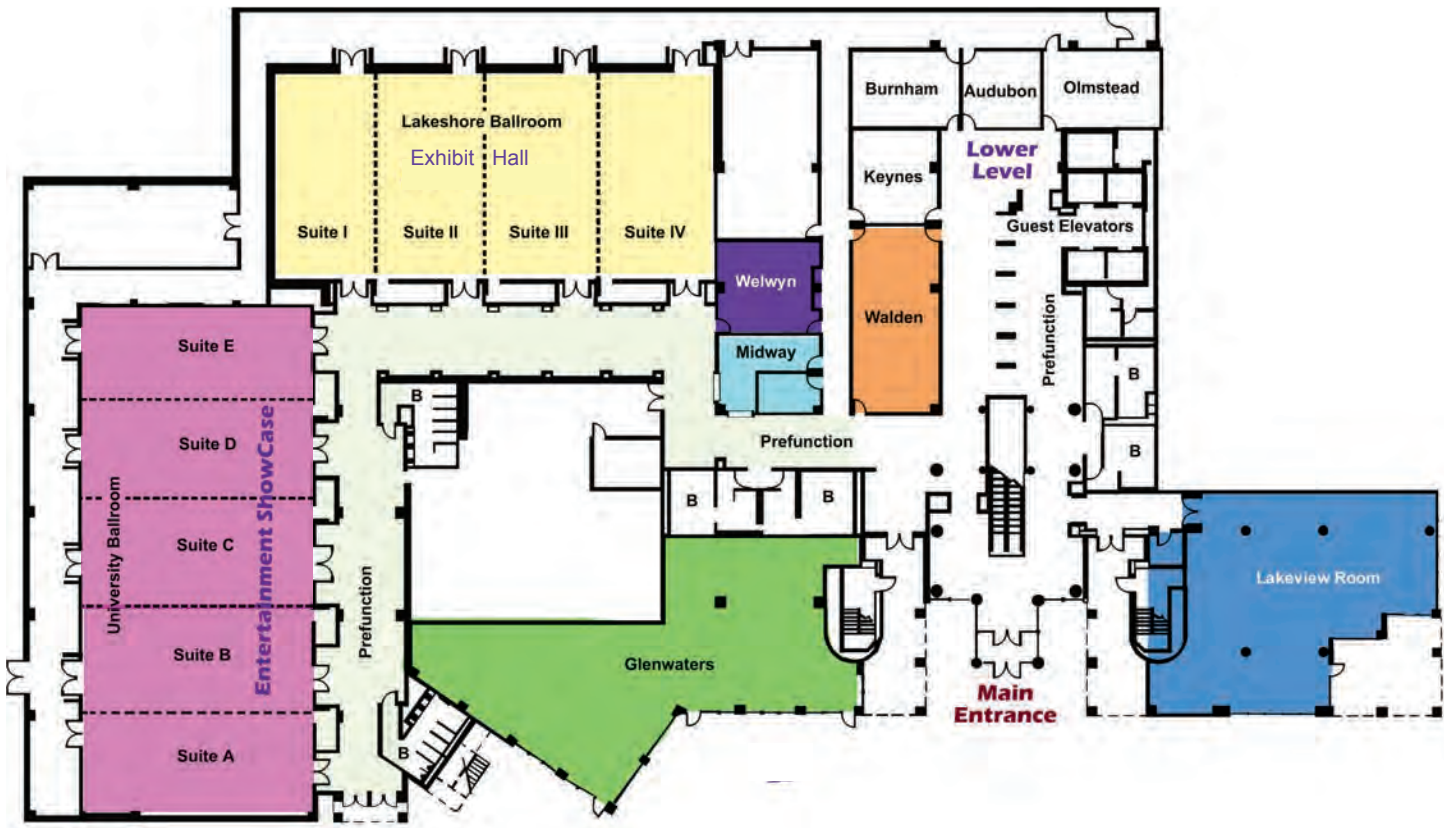 Burnham
Audubon
Olmstead
Lakeshore Ballroom
Exhibit Hall
Lower
Level
Keynes
Suite I
Suite II
Suite III
Suite IV
Guest Elevators
Welwyn
Walden
Prefunction
Suite E
Midway
B
B
Suite D
Prefunction
B
B
B
University Ballroom
Entertainment ShowCase
Suite C
Prefunction
Lakeview Room
Suite B
Glenwaters
Main
Entrance
Suite A
B